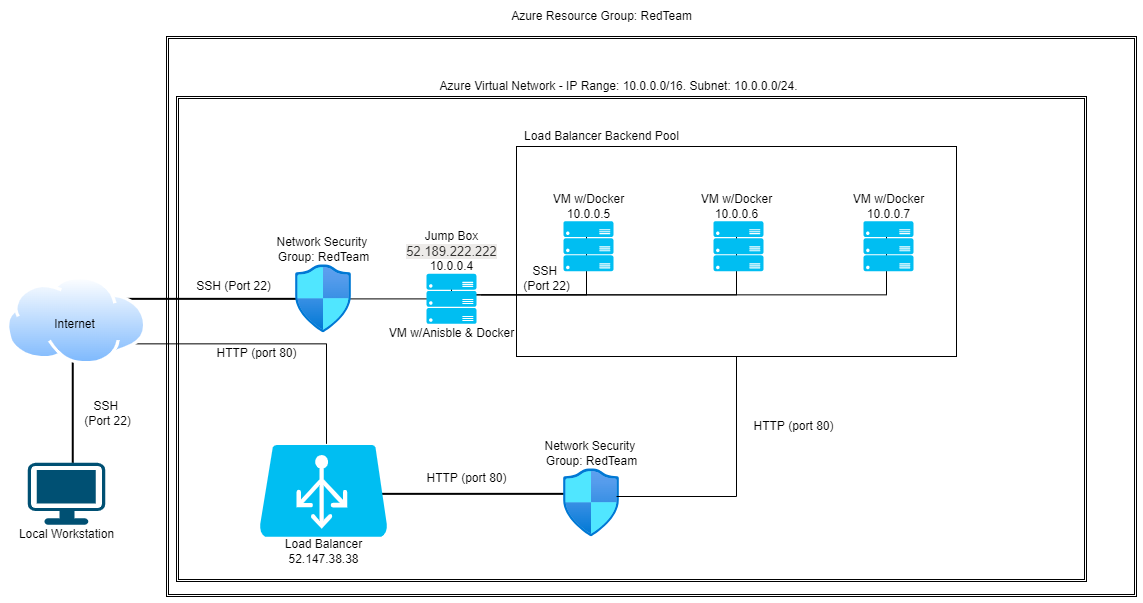 Azure Resource Group: RedTeam
Azure Virtual Network - IP Range: 10.0.0.0/16. Subnet: 10.0.0.0/24.
Load Balancer Backend Pool
VM w/Docker
10.0.0.5
VM w/Docker
10.0.0.6
VM w/Docker
10.0.0.7
Network Security
Group: RedTeam
Jump Box
52.189.222.222
10.0.0.4
VM w/Anisble & Docker
SSH
(Port 22)
SSH (Port 22)
Internet
HTTP (port 80)
SSH
(Port 22)
Local Workstation
Load Balancer
52.147.38.38
HTTP (port 80)
Network Security
Group: RedTeam
HTTP (port 80)